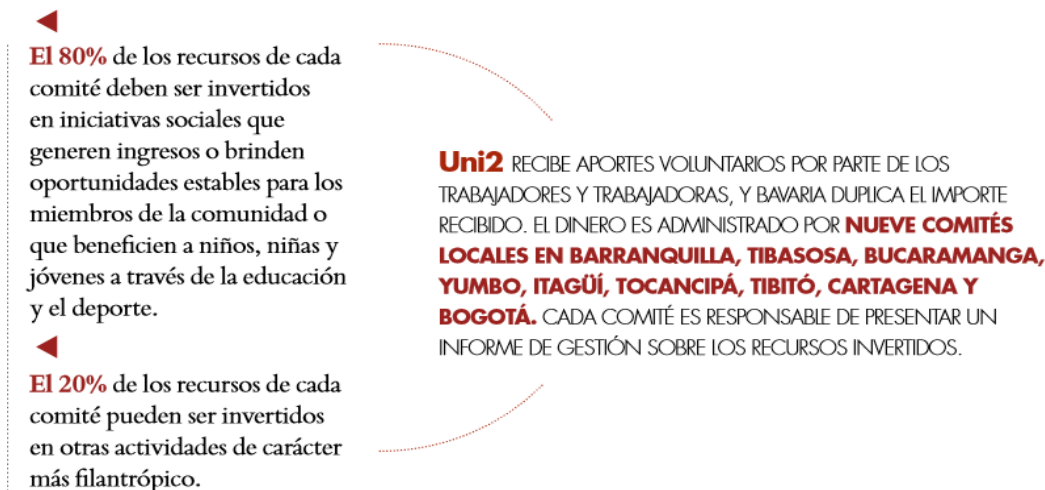 El 80% de los recursos de cada
comité deben ser invertidos
en iniciativas sociales que
generen ingresos o brinden
oportunidades estables para los
miembros de la comunidad o
que beneficien a niños, niñas y
jóvenes a través de la educación
y el deporte.
El 20% de los recursos de cada
comité pueden ser invertidos
en otras actividades de carácter
más filantrópico.
Uni2 RECIBE APORTES VOLUNTARIOS POR PARTE DE LOS
TRABAJADORES Y TRABAJADORAS, Y BAVARIA DUPLICA EL IMPORTE
RECIBIDO. EL DINERO ES ADMINISTRADO POR NUEVE COMITÉS
LOCALES EN BARRANQUILLA, TIBASOSA, BUCARAMANGA,
YUMBO, ITAGÜÍ, TOCANCIPÁ, TIBITÓ, CARTAGENA Y
BOGOTÁ. CADA COMITÉ ES RESPONSABLE DE PRESENTAR UN
INFORME DE GESTIÓN SOBRE LOS RECURSOS INVERTIDOS.